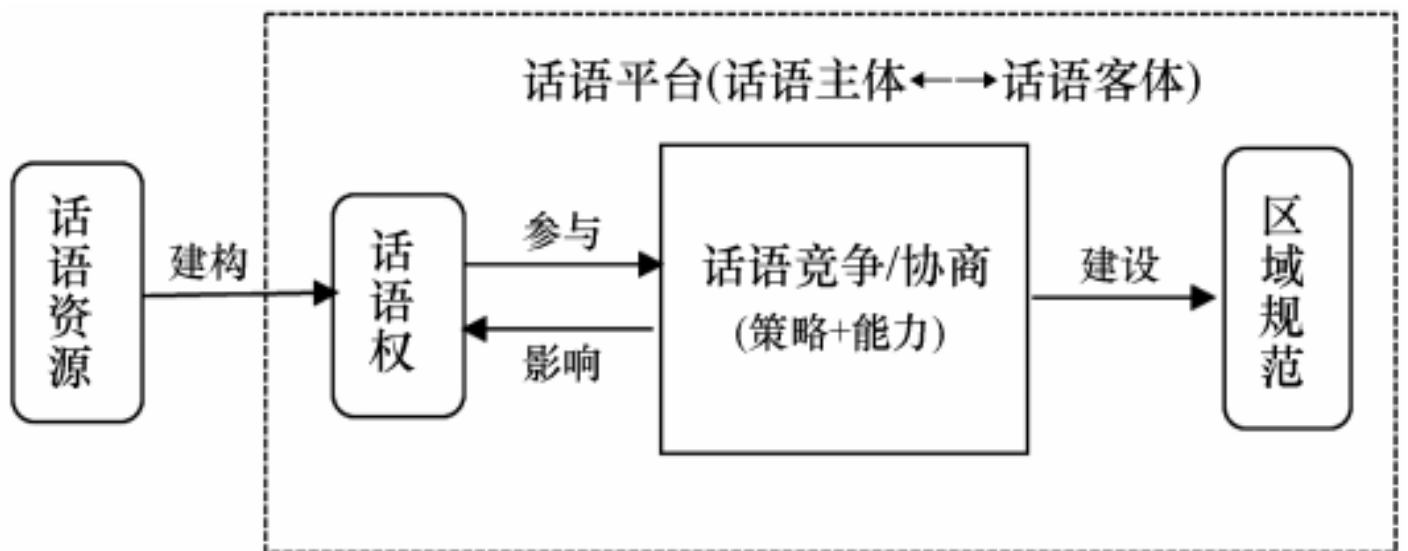 话语平台(话语主体←→话语客体)
话语资源
建构
话语权
参与
影响
话语竞争/协商
(策略+能力)
建设
区域规范